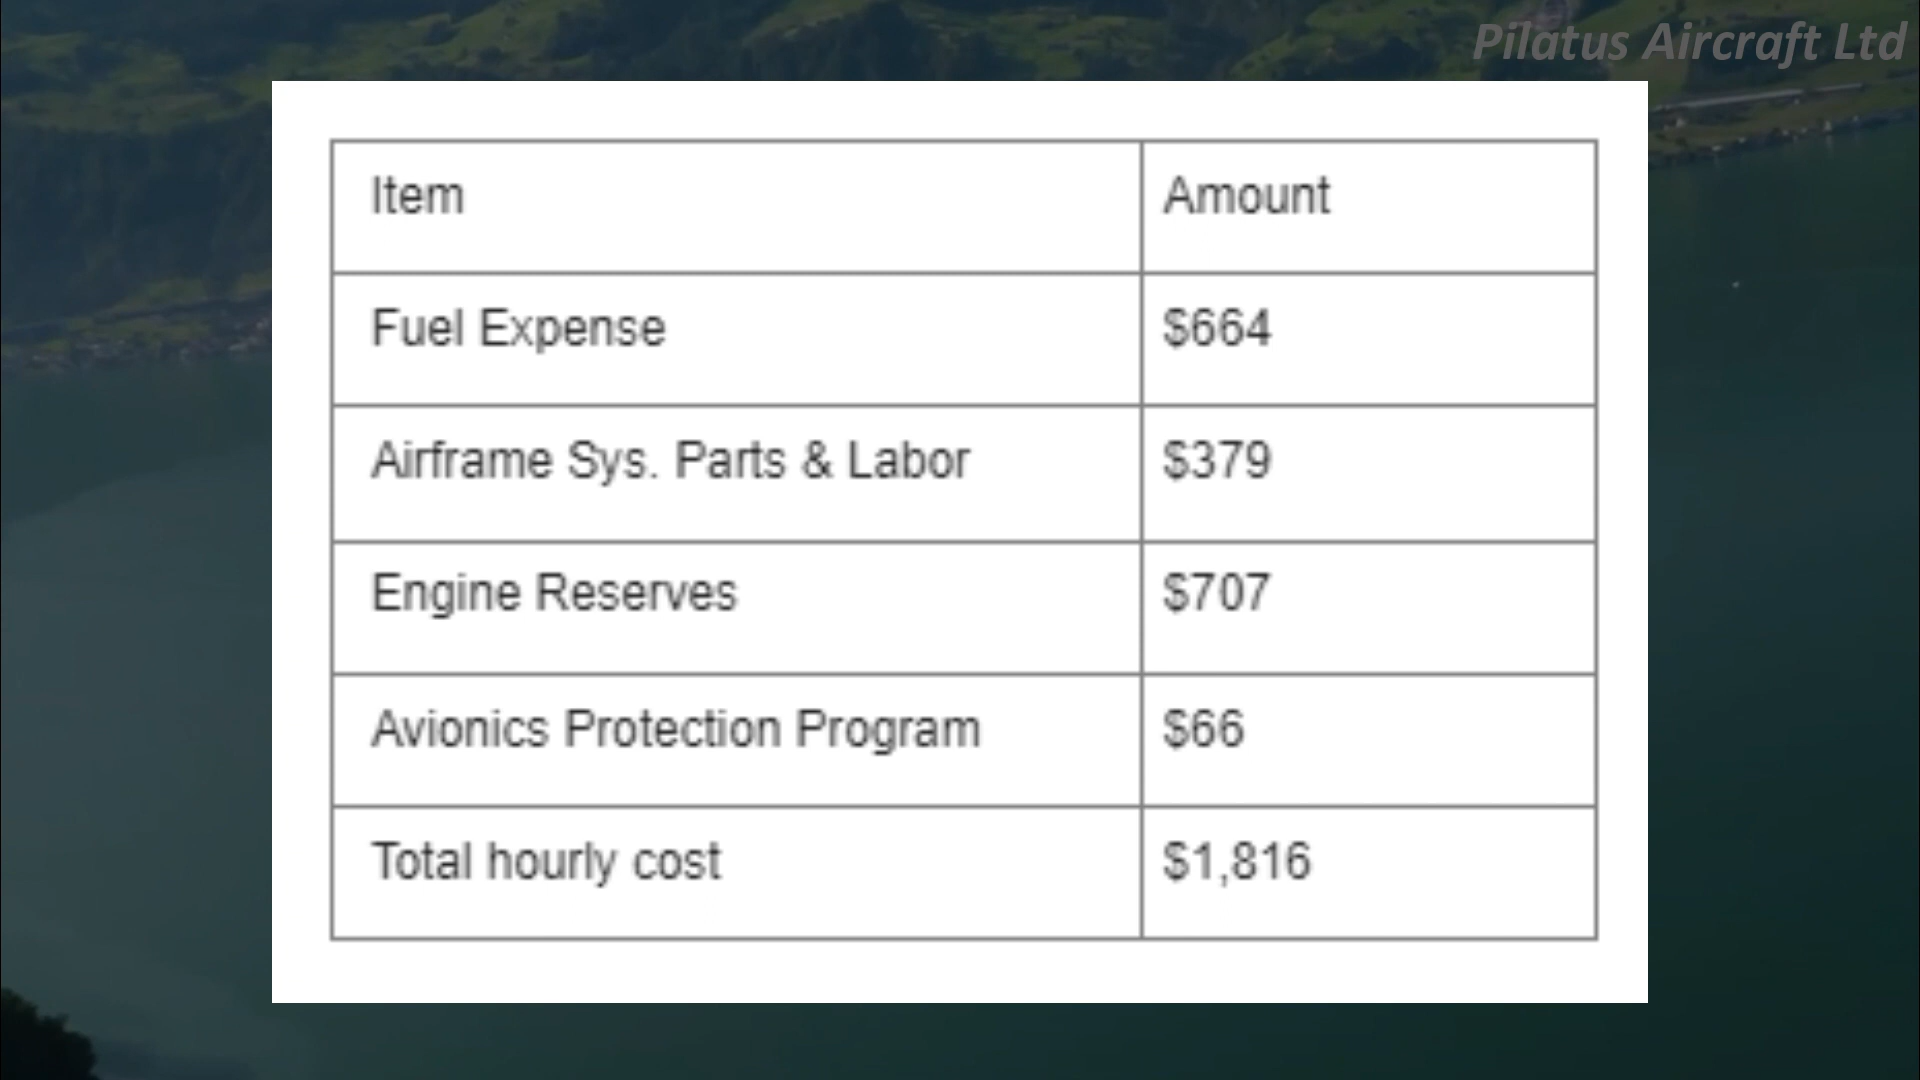 Pilatus Aircraft Ltd
Item Amount
Fuel Expense $664
Airframe Sys. Parts & Labor $379
Engine Reserves $707
Avionics Protection Program $66
Total hourly cost $1,816